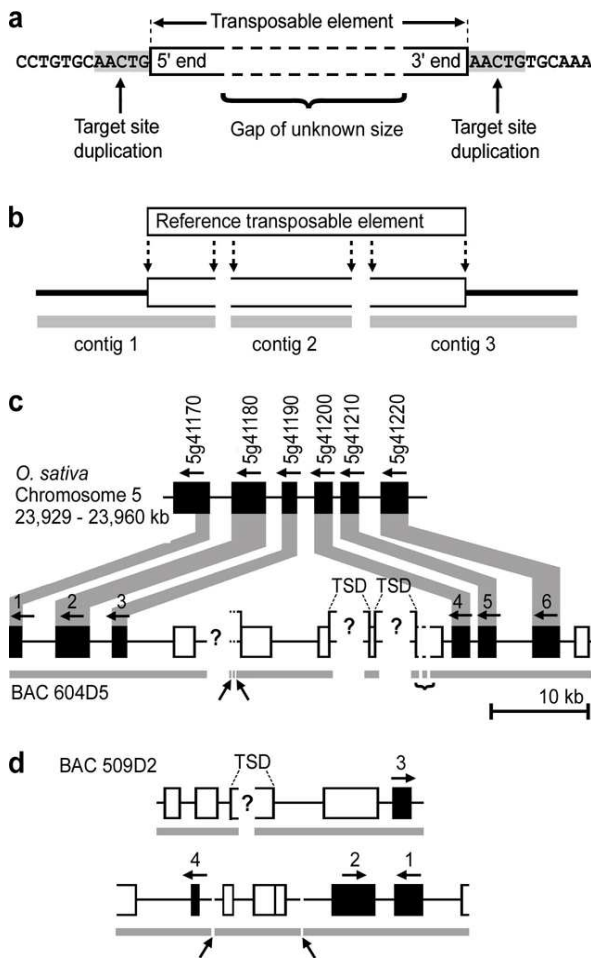 a
Transposable element
CCTGTGCAACTG 5' end 3' end AACTGTGCAAA
Target site
duplication
Gap of unknown size
Target site
duplication
b
Reference transposable element
contig 1 contig 2 contig 3
c
5g41170 5g41180 5g41190 5g41200 5g41210 5g41220
O. sativa
Chromosome 5
23,929 - 23,960 kb
TSD TSD
1 2 3 4 5 6
? ? ?
BAC 604D5
10 kb
d
BAC 509D2
TSD
3
?
4 2 1